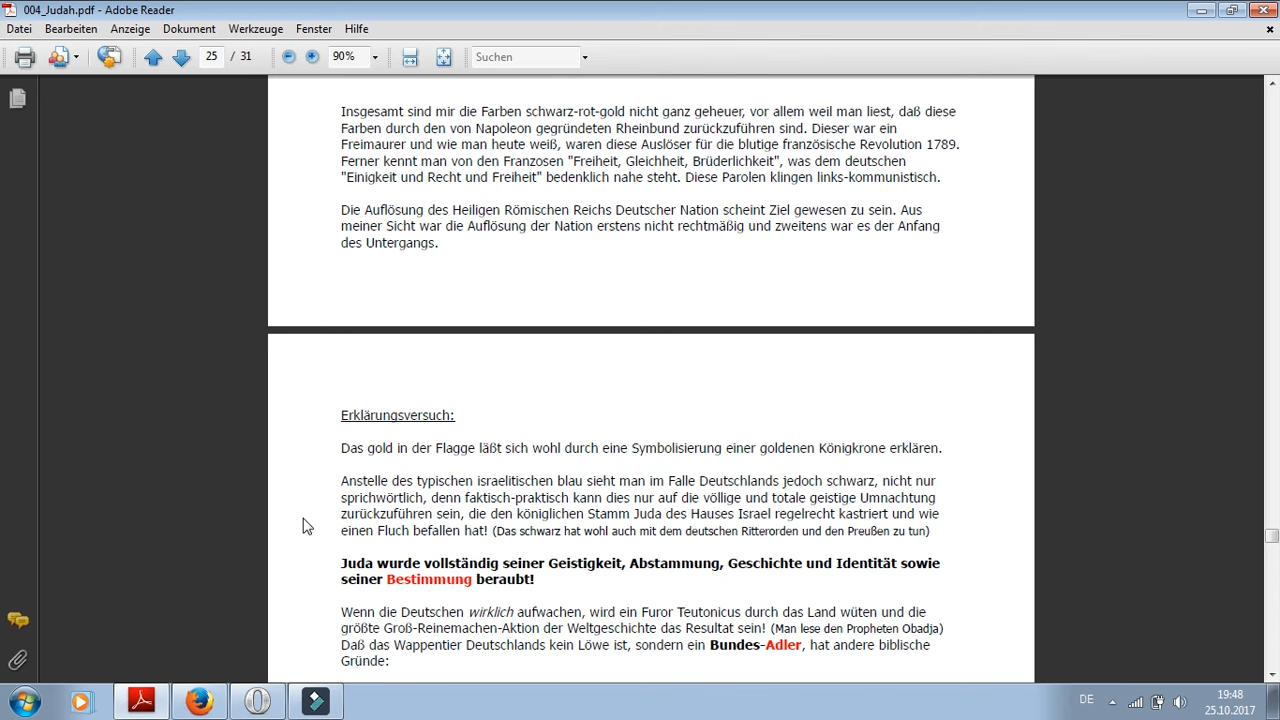 004_Judah.pdf - Adobe Reader
Datei Bearbeiten Anzeige Dokument Werkzeuge Fenster Hilfe
25 / 31 90% Suchen
Insgesamt sind mir die Farben schwarz-rot-gold nicht ganz geheuer, vor allem weil man liest, daß diese
Farben durch den von Napoleon gegründeten Rheinbund zurückzuführen sind. Dieser war ein
Freimaurer und wie man heute weiß, waren diese Auslöser für die blutige französische Revolution 1789.
Ferner kennt man von den Franzosen "Freiheit, Gleichheit, Brüderlichkeit", was dem deutschen
"Einigkeit und Recht und Freiheit" bedenklich nahe steht. Diese Parolen klingen links-kommunistisch.
Die Auflösung des Heiligen Römischen Reichs Deutscher Nation scheint Ziel gewesen zu sein. Aus
meiner Sicht war die Auflösung der Nation erstens nicht rechtmäßig und zweitens war es der Anfang
des Untergangs.
Erklärungsversuch:
Das gold in der Flagge läßt sich wohl durch eine Symbolisierung einer goldenen Königkrone erklären.
Anstelle des typischen israelitischen blau sieht man im Falle Deutschlands jedoch schwarz, nicht nur
sprichwörtlich, denn faktisch-praktisch kann dies nur auf die völlige und totale geistige Umnachtung
zurückzuführen sein, die den königlichen Stamm Juda des Hauses Israel regelrecht kastriert und wie
einen Fluch befallen hat! (Das schwarz hat wohl auch mit dem deutschen Ritterorden und den Preußen zu tun)
Juda wurde vollständig seiner Geistigkeit, Abstammung, Geschichte und Identität sowie
seiner Bestimmung beraubt!
Wenn die Deutschen wirklich aufwachen, wird ein Furor Teutonicus durch das Land wüten und die
größte Groß-Reinemachen-Aktion der Weltgeschichte das Resultat sein! (Man lese den Propheten Obadja)
Daß das Wappentier Deutschlands kein Löwe ist, sondern ein Bundes-Adler, hat andere biblische
Gründe:
DE
19:48
25.10.2017